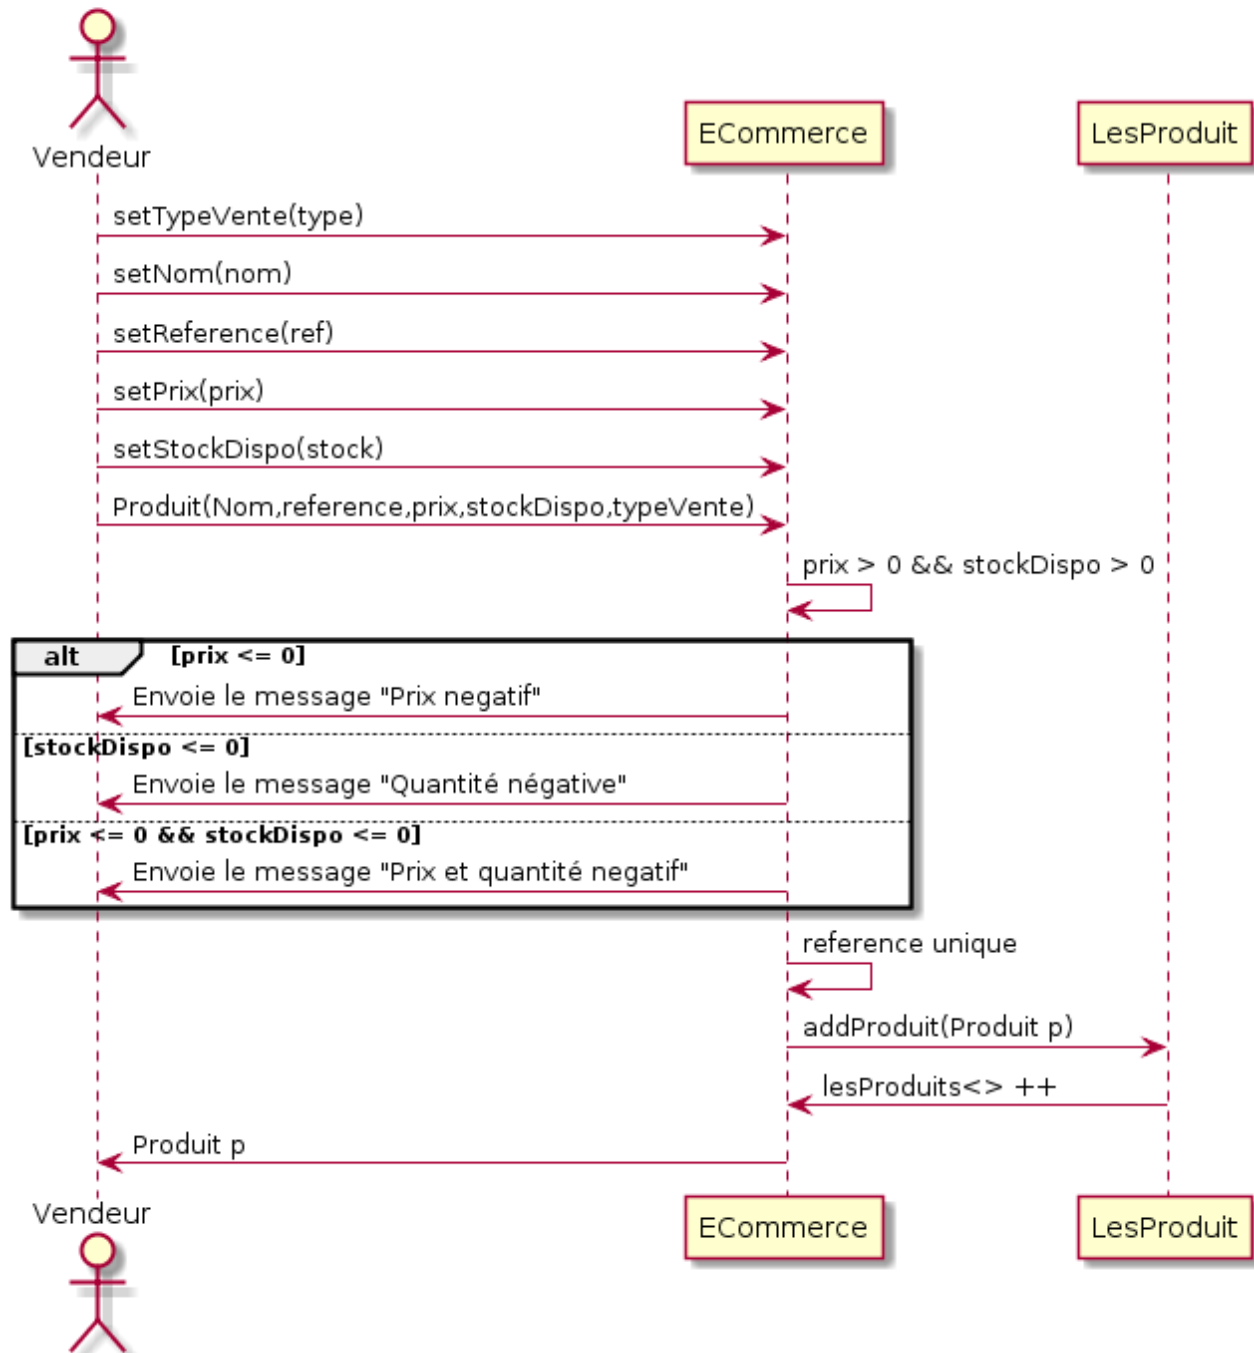 Vendeur
ECommerce
LesProduit
setTypeVente(type)
setNom(nom)
setReference(ref)
setPrix(prix)
setStockDispo(stock)
Produit(Nom,reference,prix,stockDispo,typeVente)
prix > 0 && stockDispo > 0
alt [prix <= 0]
Envoie le message "Prix negatif"
[stockDispo <= 0]
Envoie le message "Quantité négative"
[prix <= 0 && stockDispo <= 0]
Envoie le message "Prix et quantité negatif"
reference unique
addProduit(Produit p)
lesProduits<> ++
Produit p
Vendeur
ECommerce
LesProduit